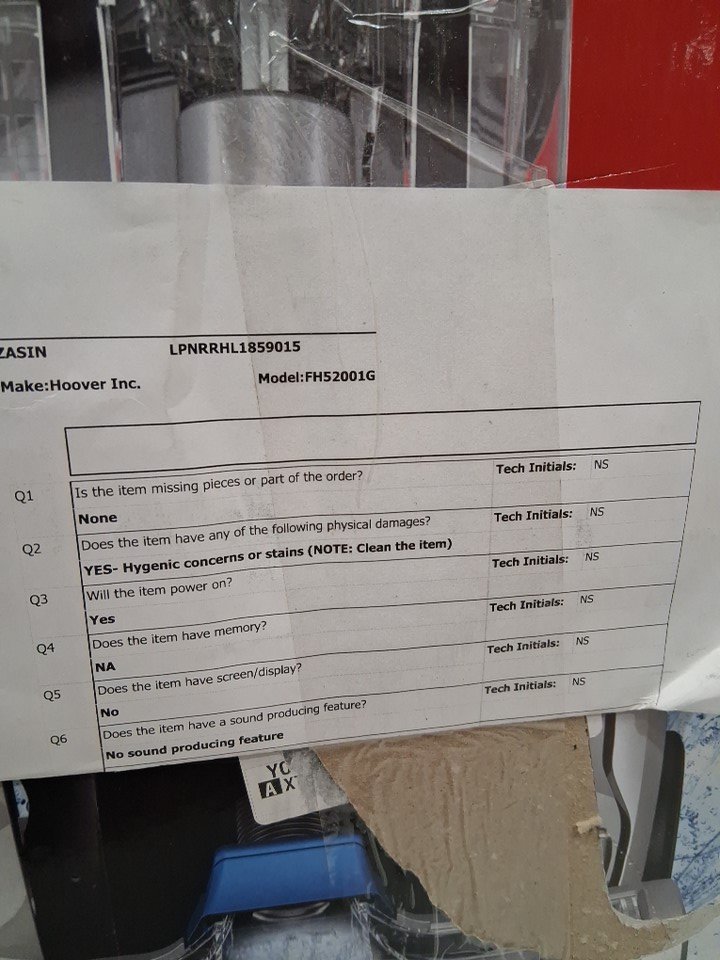 ZASIN LPNRRHL1859015
Make:Hoover Inc. Model:FH52001G
Q1 Is the item missing pieces or part of the order? Tech Initials: NS
None
Q2 Does the item have any of the following physical damages? Tech Initials: NS
YES- Hygenic concerns or stains (NOTE: Clean the item)
Q3 Will the item power on? Tech Initials: NS
Yes
Q4 Does the item have memory? Tech Initials: NS
NA
Q5 Does the item have screen/display? Tech Initials: NS
No
Q6 Does the item have a sound producing feature? Tech Initials: NS
No sound producing feature
YO
AX